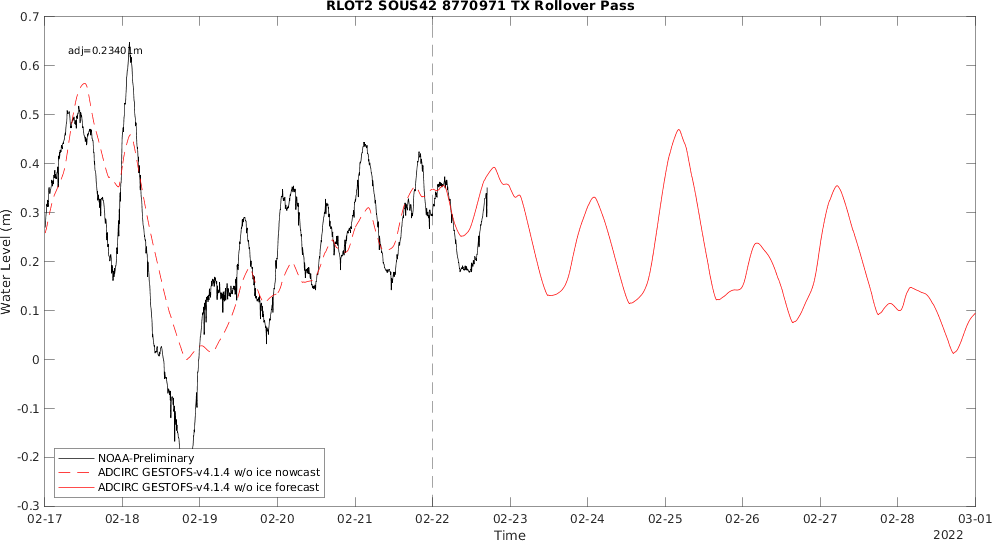 RLOT2 SOUS42 8770971 TX Rollover Pass
adj=0.23401m
0.7
0.6
0.5
0.4
0.3
0.2
0.1
0
-0.1
-0.2
-0.3
Water Level (m)
NOAA-Preliminary
ADCIRC GESTOFS-v4.1.4 w/o ice nowcast
ADCIRC GESTOFS-v4.1.4 w/o ice forecast
02-17 02-18 02-19 02-20 02-21 02-22 02-23 02-24 02-25 02-26 02-27 02-28 03-01
Time
2022